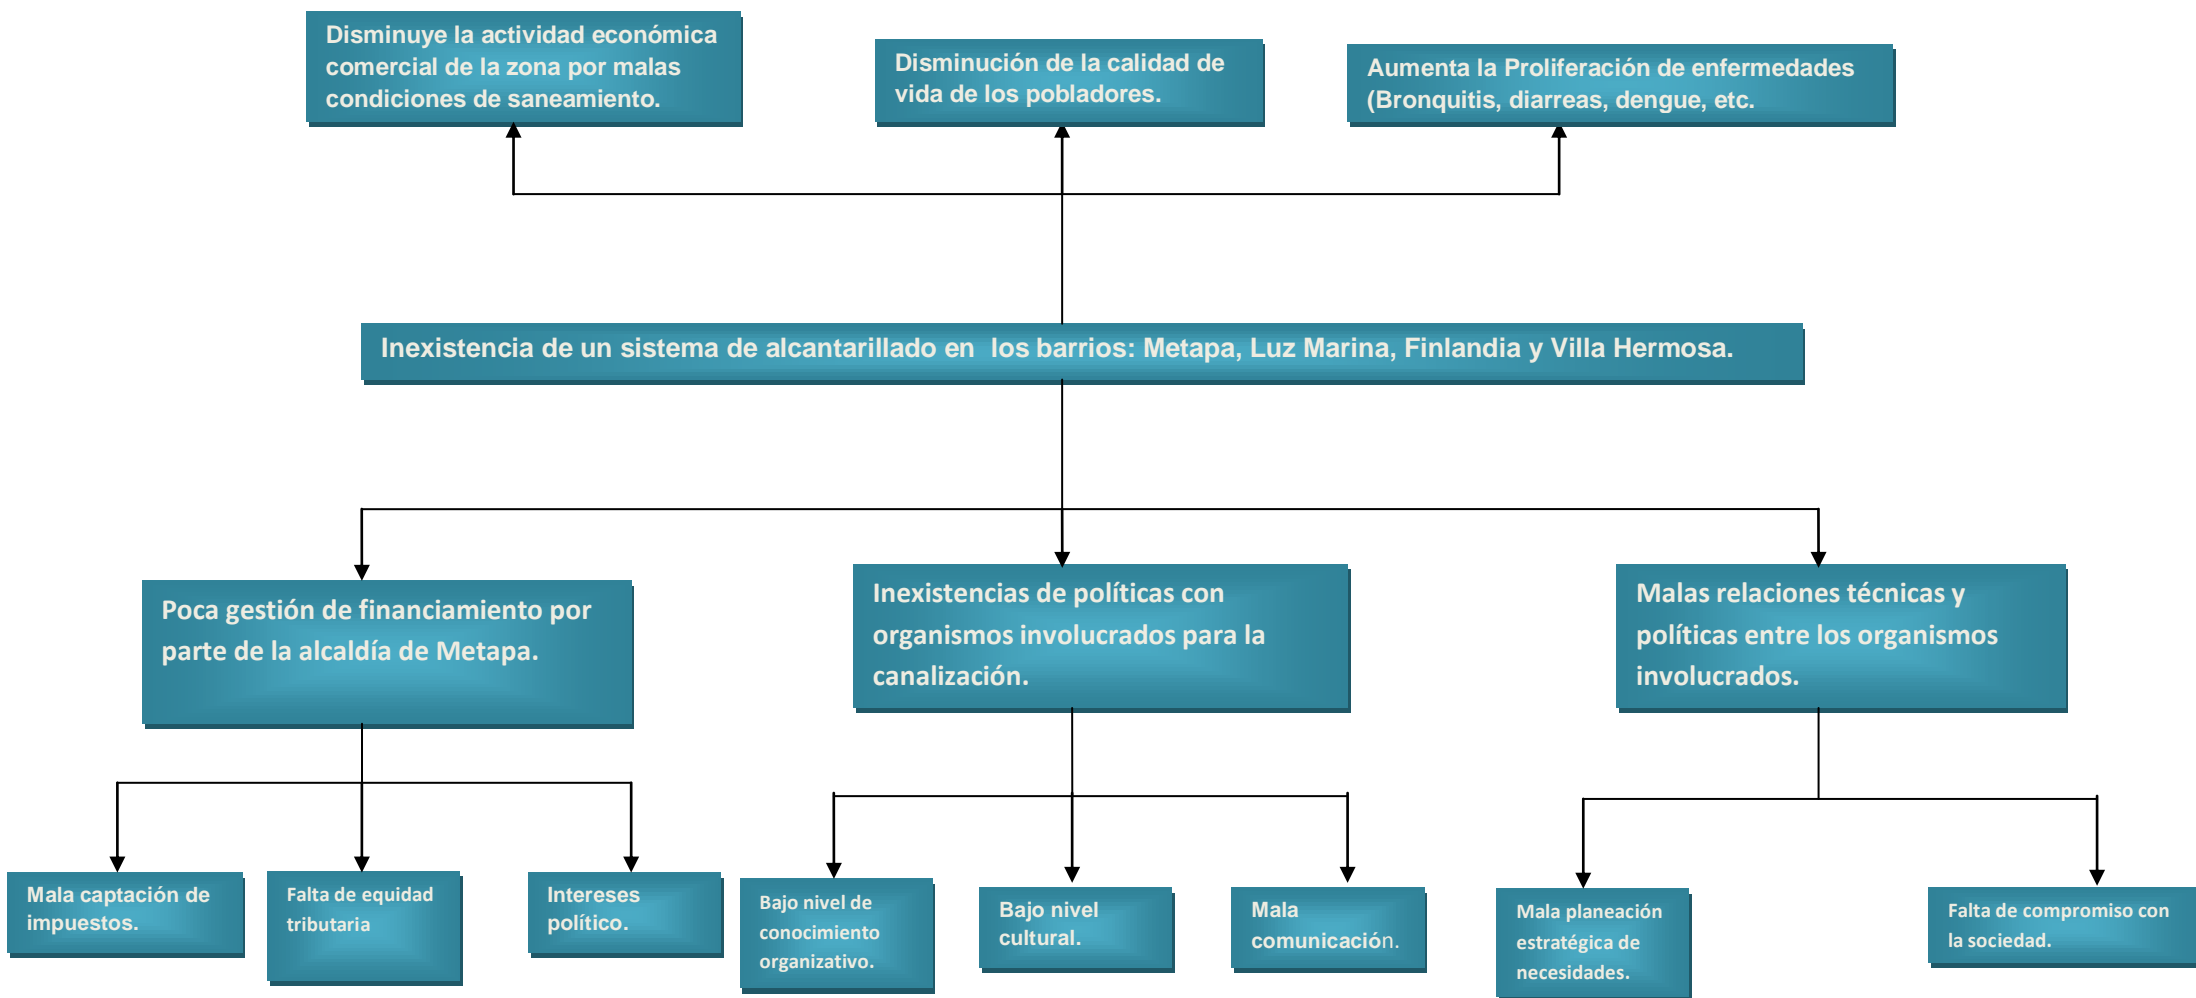 Disminuye la actividad económica
comercial de la zona por malas
condiciones de saneamiento.
Disminución de la calidad de
vida de los pobladores.
Aumenta la Proliferación de enfermedades
(Bronquitis, diarreas, dengue, etc.
Inexistencia de un sistema de alcantarillado en los barrios: Metapa, Luz Marina, Finlandia y Villa Hermosa.
Poca gestión de financiamiento por
parte de la alcaldía de Metapa.
Inexistencias de políticas con
organismos involucrados para la
canalización.
Malas relaciones técnicas y
políticas entre los organismos
involucrados.
Mala captación de
impuestos.
Falta de equidad
tributaria
Intereses
político.
Bajo nivel de
conocimiento
organizativo.
Bajo nivel
cultural.
Mala
comunicación.
Mala planeación
estratégica de
necesidades.
Falta de compromiso con
la sociedad.